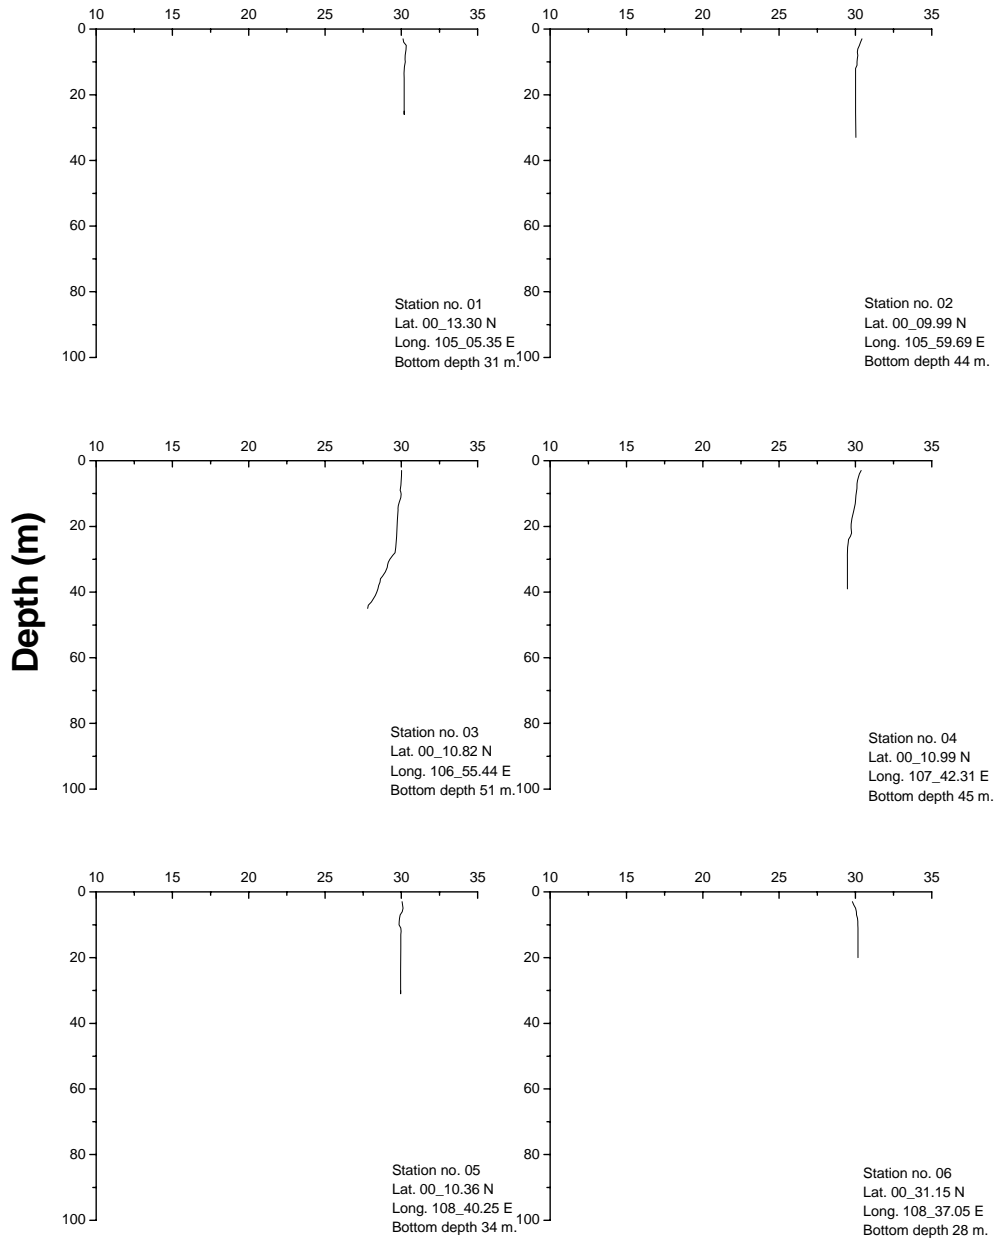 10 15 20 25 30 35
0
20
40
60
80
100
Station no. 01
Lat. 00_13.30 N
Long. 105_05.35 E
Bottom depth 31 m.
10 15 20 25 30 35
0
20
40
60
80
100
Station no. 02
Lat. 00_09.99 N
Long. 105_59.69 E
Bottom depth 44 m.
Depth (m)
10 15 20 25 30 35
0
20
40
60
80
100
Station no. 03
Lat. 00_10.82 N
Long. 106_55.44 E
Bottom depth 51 m.
10 15 20 25 30 35
0
20
40
60
80
100
Station no. 04
Lat. 00_10.99 N
Long. 107_42.31 E
Bottom depth 45 m.
10 15 20 25 30 35
0
20
40
60
80
100
Station no. 05
Lat. 00_10.36 N
Long. 108_40.25 E
Bottom depth 34 m.
10 15 20 25 30 35
0
20
40
60
80
100
Station no. 06
Lat. 00_31.15 N
Long. 108_37.05 E
Bottom depth 28 m.